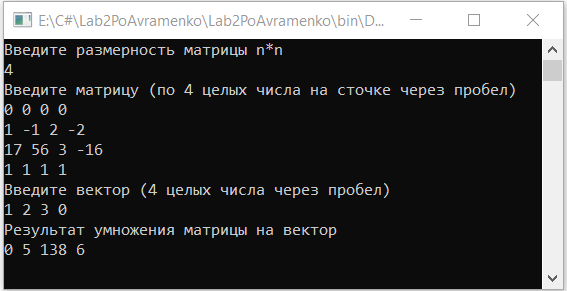 E:\C#\Lab2PoAvramenko\Lab2PoAvramenko\bin\D...
Введите размерность матрицы n*n
4
Введите матрицу (по 4 целых числа на сточке через пробел)
0 0 0 0
1 -1 2 -2
17 56 3 -16
1 1 1 1
Введите вектор (4 целых числа через пробел)
1 2 3 0
Результат умножения матрицы на вектор
0 5 138 6